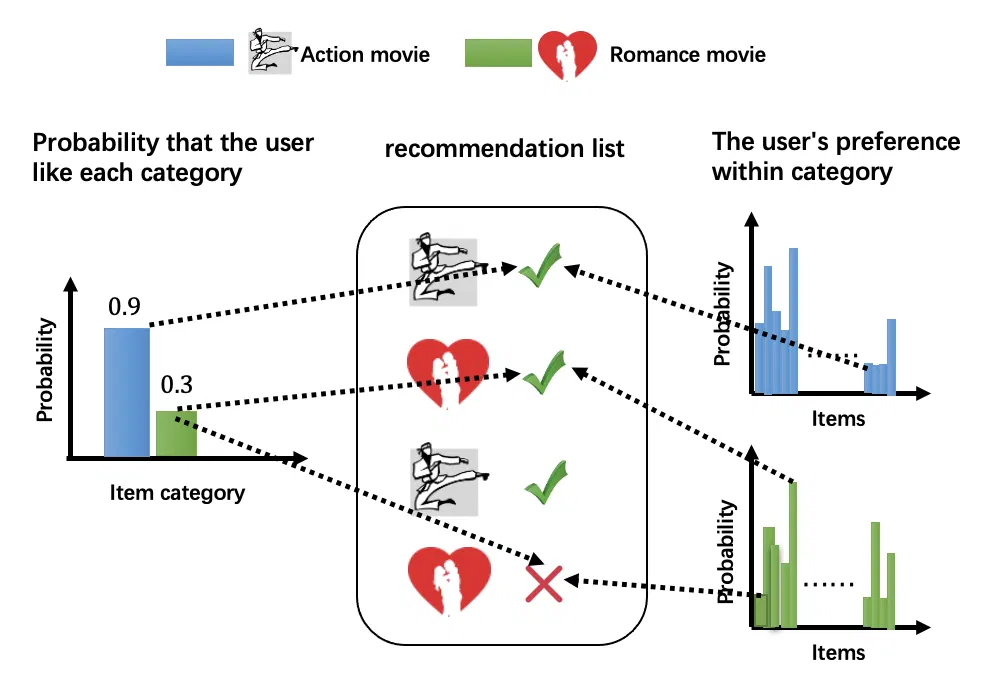 Action movie
Romance movie
Probability that the user
like each category
recommendation list
The user's preference
within category
0.9
0.3
Probability
Item category
Probability
Items
Probability
Items